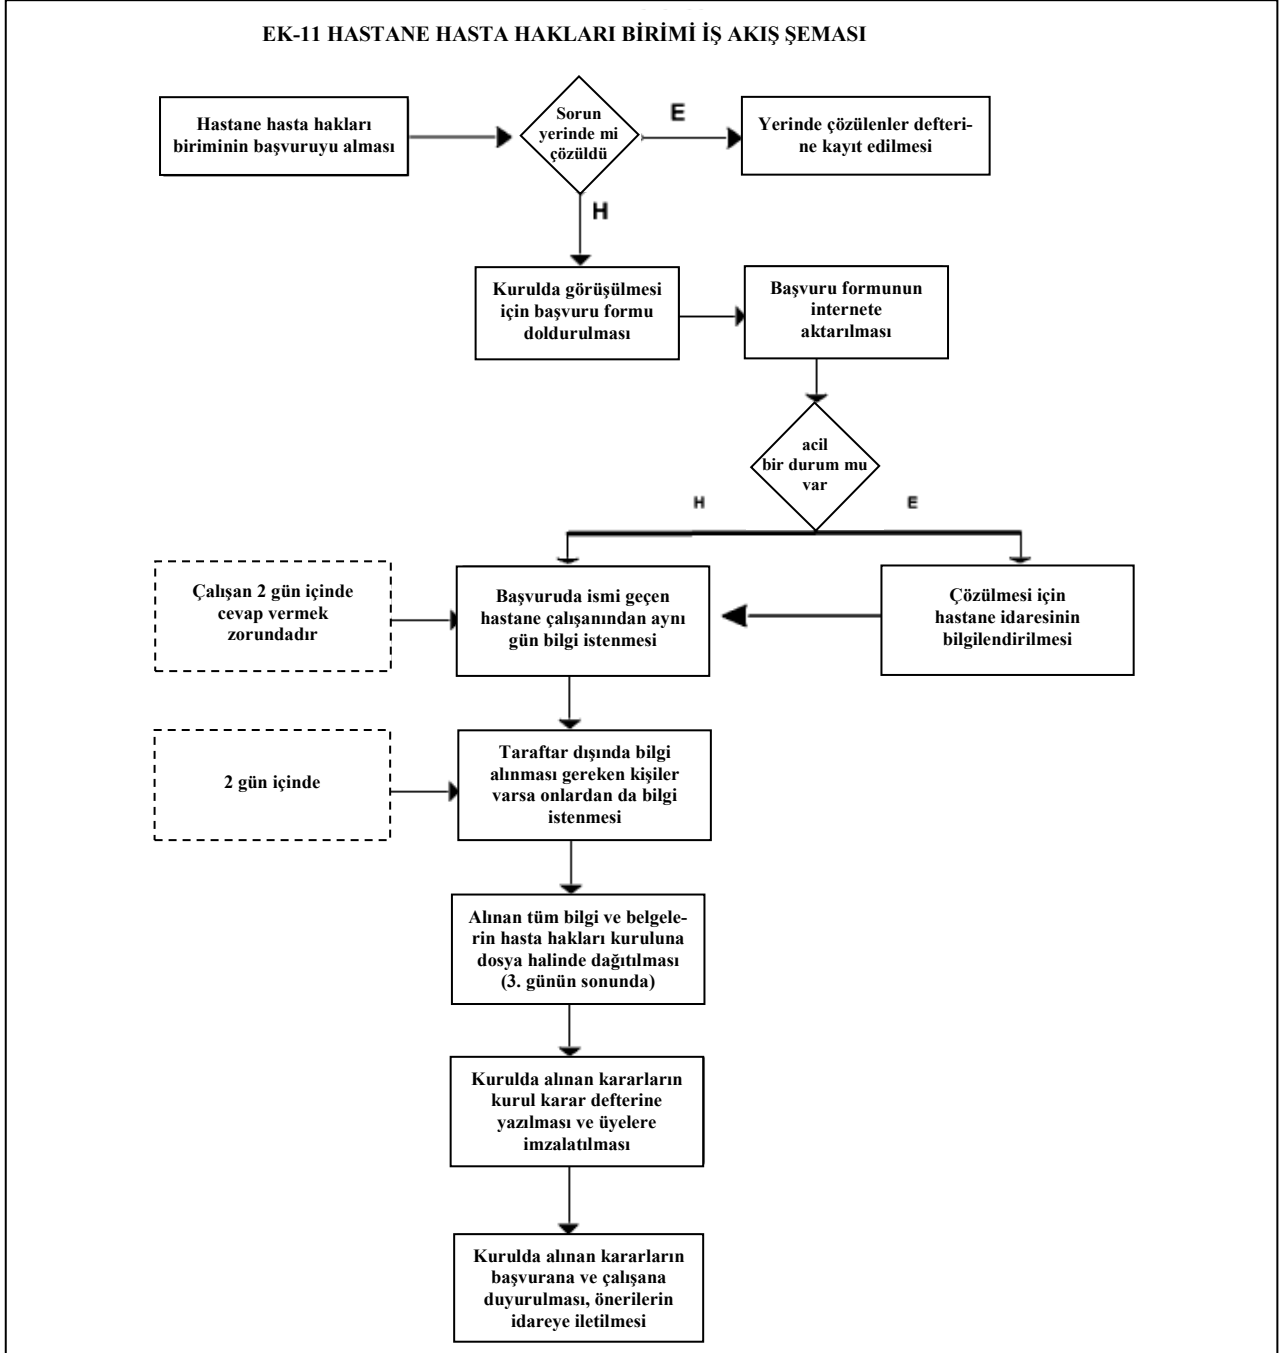 EK-11 HASTANE HASTA HAKLARI BİRİMİ İŞ AKIŞ ŞEMASI
Hastane hasta hakları
biriminin başvuruyu alması
Sorun
yerinde mi
çözüldü
E
Yerinde çözülenler defteri-
ne kayıt edilmesi
H
Kurulda görüşülmesi
için başvuru formu
doldurulması
Başvuru formunun
internete
aktarılması
acil
bir durum mu
var
H
E
Çalışan 2 gün içinde
cevap vermek
zorundadır
Başvuruda ismi geçen
hastane çalışanından aynı
gün bilgi istenmesi
Çözülmesi için
hastane idaresinin
bilgilendirilmesi
2 gün içinde
Taraftar dışında bilgi
alınması gereken kişiler
varsa onlardan da bilgi
istenmesi
Alınan tüm bilgi ve belgele-
rin hasta hakları kuruluna
dosya halinde dağıtılması
(3. günün sonunda)
Kurulda alınan kararların
kurul karar defterine
yazılması ve üyelere
imzalatılması
Kurulda alınan kararların
başvurana ve çalışana
duyurulması, önerilerin
idareye iletilmesi